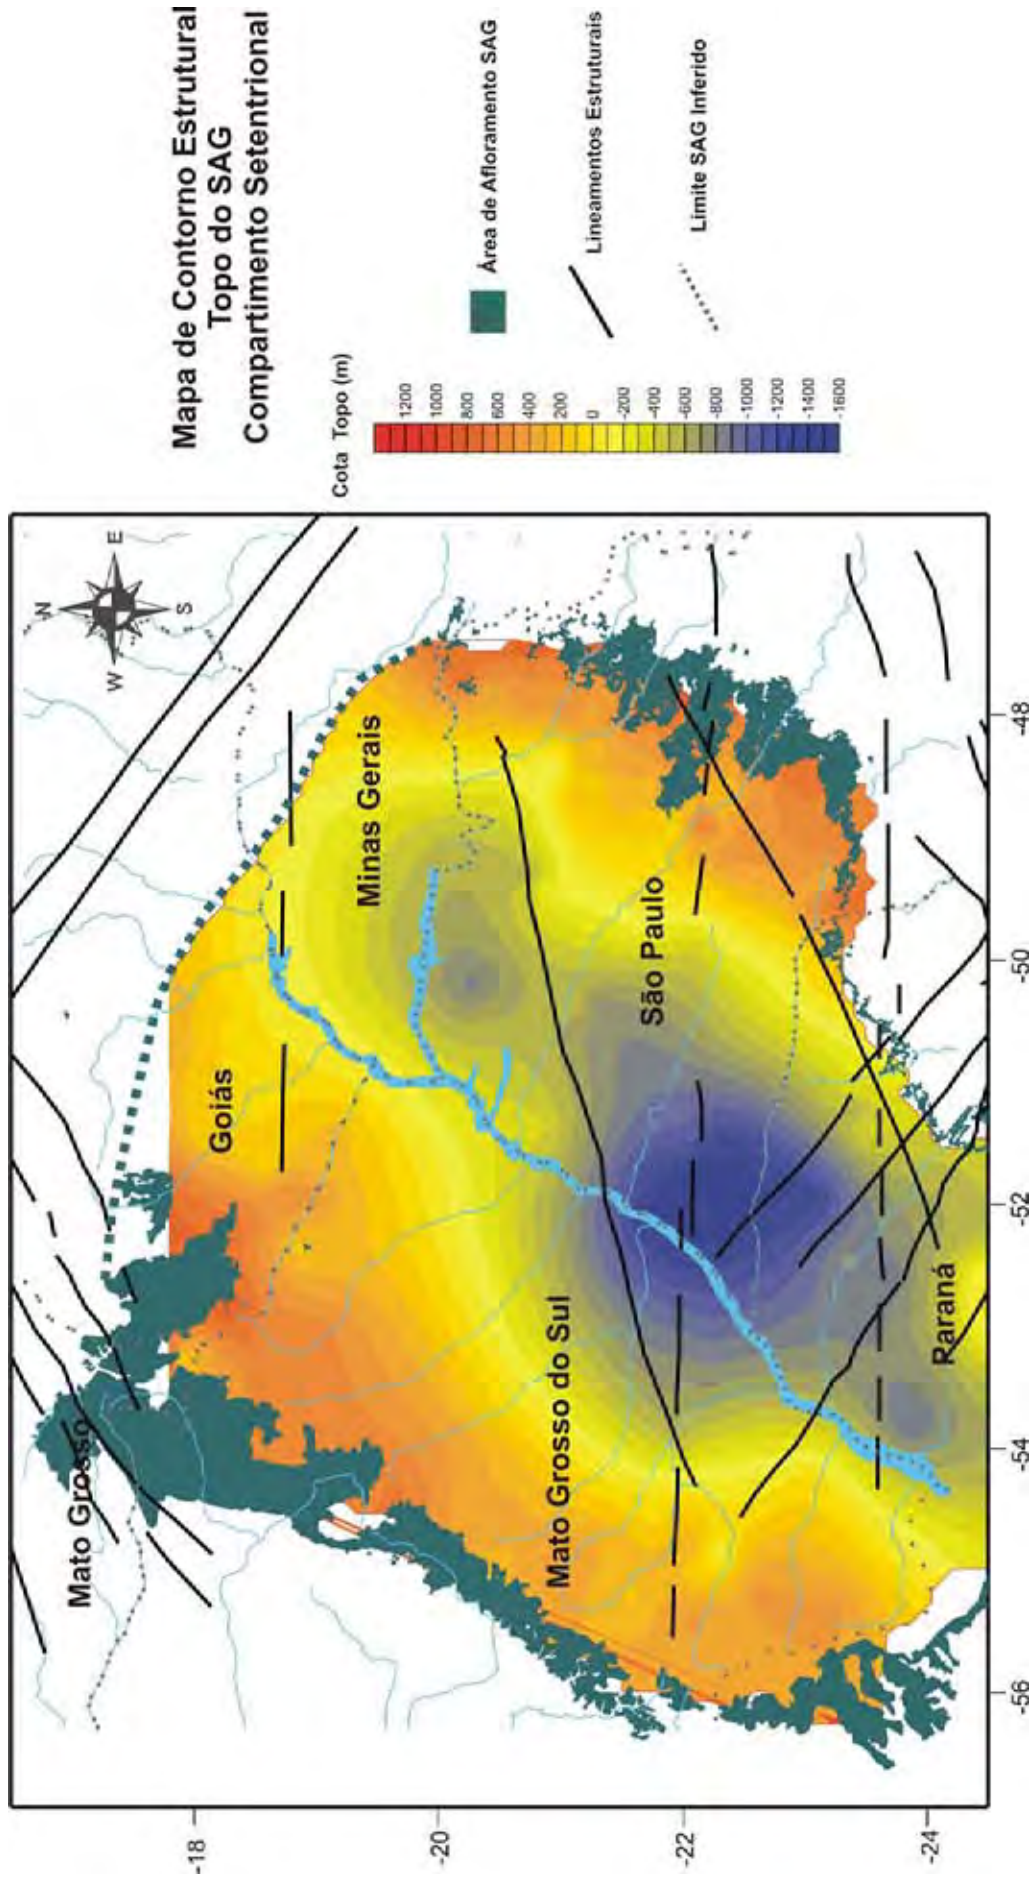 Mapa de Contorno Estrutural
Topo do SAG
Compartimento Setentrional
Cota Topo (m)
1200
1000
800
600
400
200
0
-200
-400
-600
-800
-1000
-1200
-1400
-1600
Área de Afloramento SAG
Lineamentos Estruturais
Limite SAG Inferido
N
W
E
S
Mato Grosso
Goiás
Minas Gerais
Mato Grosso do Sul
São Paulo
Raraná
-18
-20
-22
-24
-56
-54
-52
-50
-48